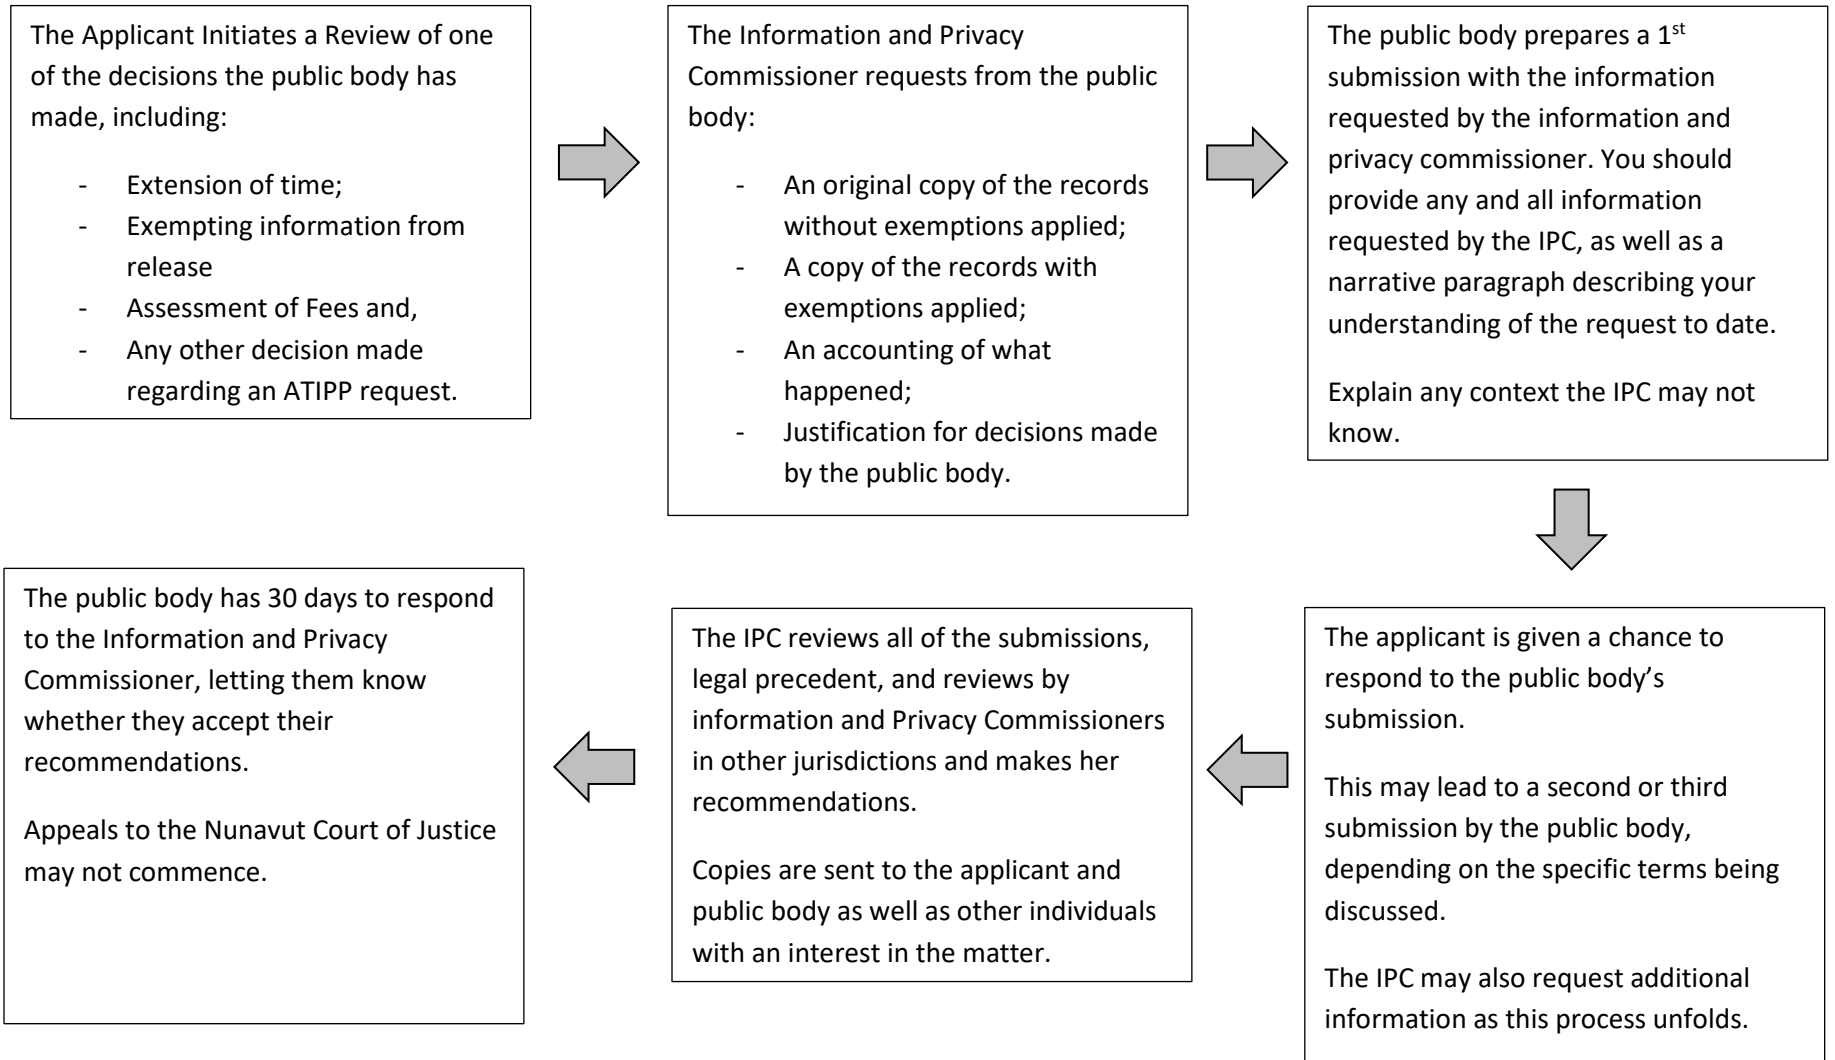 The Applicant Initiates a Review of one
of the decisions the public body has
made, including:
- Extension of time;
- Exempting information from
release
- Assessment of Fees and,
- Any other decision made
regarding an ATIPP request.
The Information and Privacy
Commissioner requests from the public
body:
- An original copy of the records
without exemptions applied;
- A copy of the records with
exemptions applied;
- An accounting of what
happened;
- Justification for decisions made
by the public body.
The public body prepares a 1st
submission with the information
requested by the information and
privacy commissioner. You should
provide any and all information
requested by the IPC, as well as a
narrative paragraph describing your
understanding of the request to date.
Explain any context the IPC may not
know.
The applicant is given a chance to
respond to the public body’s
submission.
This may lead to a second or third
submission by the public body,
depending on the specific terms being
discussed.
The IPC may also request additional
information as this process unfolds.
The IPC reviews all of the submissions,
legal precedent, and reviews by
information and Privacy Commissioners
in other jurisdictions and makes her
recommendations.
Copies are sent to the applicant and
public body as well as other individuals
with an interest in the matter.
The public body has 30 days to respond
to the Information and Privacy
Commissioner, letting them know
whether they accept their
recommendations.
Appeals to the Nunavut Court of Justice
may not commence.